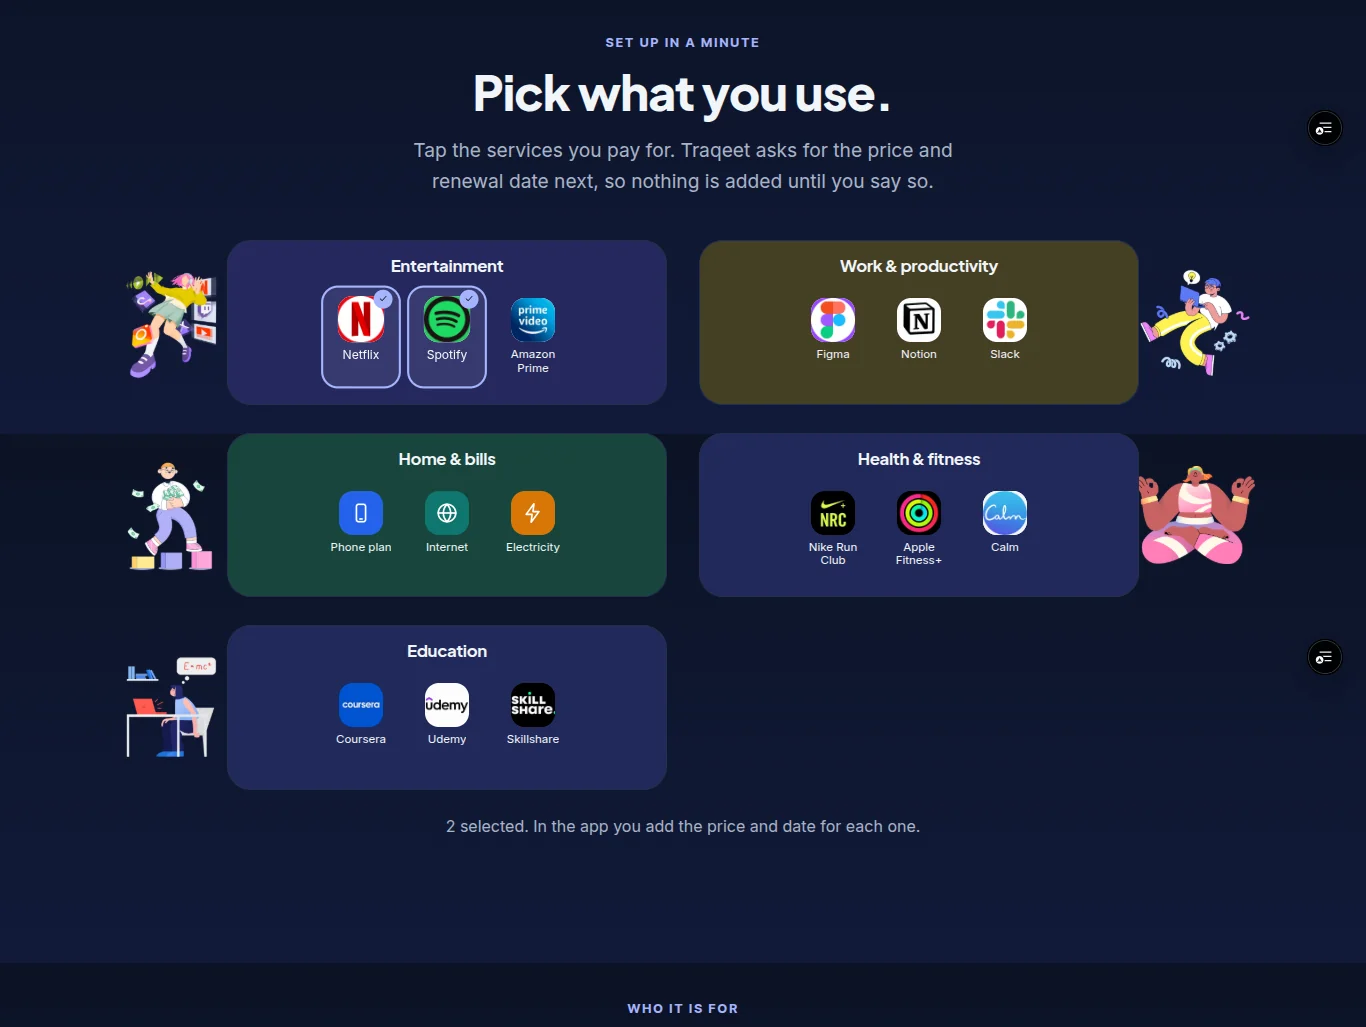 SET UP IN A MINUTE
Pick what you use.
Tap the services you pay for. Traqeet asks for the price and
renewal date next, so nothing is added until you say so.
Entertainment
Netflix
Spotify
prime
video
Amazon
Prime
Work & productivity
Figma
N
Notion
Slack
Home & bills
Phone plan
Internet
Electricity
Health & fitness
NRC
Nike Run
Club
Apple
Fitness+
Calm
Calm
E=mc²
Education
coursera
Coursera
udemy
Udemy
SKILL
SHARE.
Skillshare
2 selected. In the app you add the price and date for each one.
WHO IT IS FOR